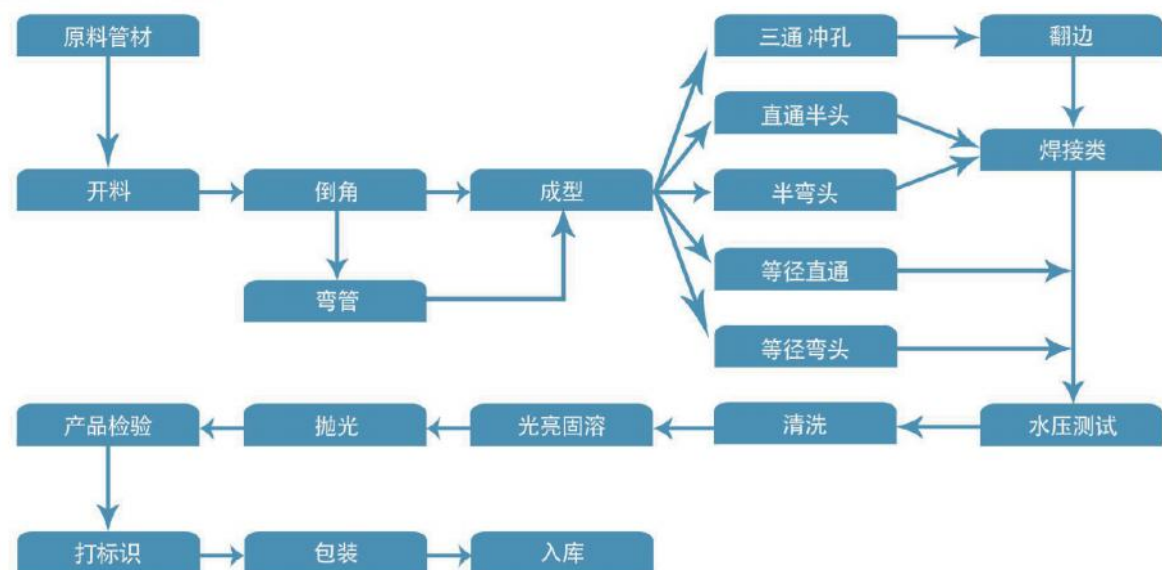 原料管材
三通 冲孔
翻边
直通半头
焊接类
开料
倒角
成型
半弯头
等径直通
弯管
等径弯头
产品检验
抛光
光亮固溶
清洗
水压测试
打标识
包装
入库